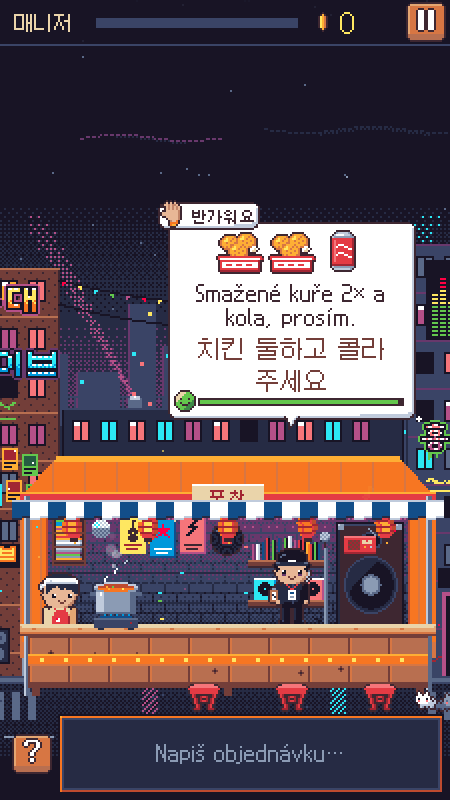 매니저
0
반가워요
Smažené kuře 2× a
kola, prosím.
치킨 둘하고 콜라
주세요
CH
포차
?
Napiš objednávku…